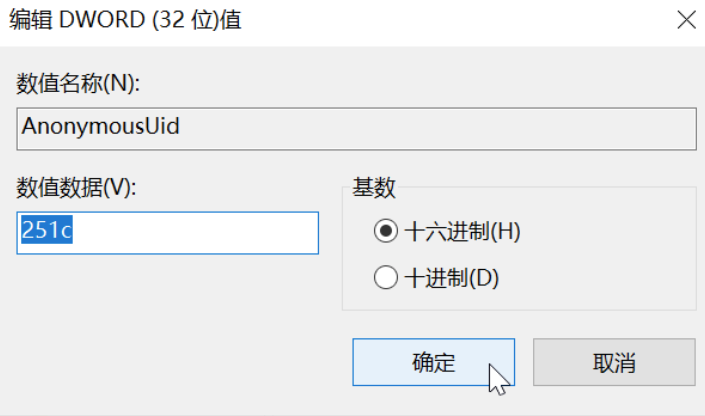 编辑 DWORD (32 位)值
数值名称(N):
AnonymousUid
数值数据(V):
251c
基数
十六进制(H)
十进制(D)
确定
取消